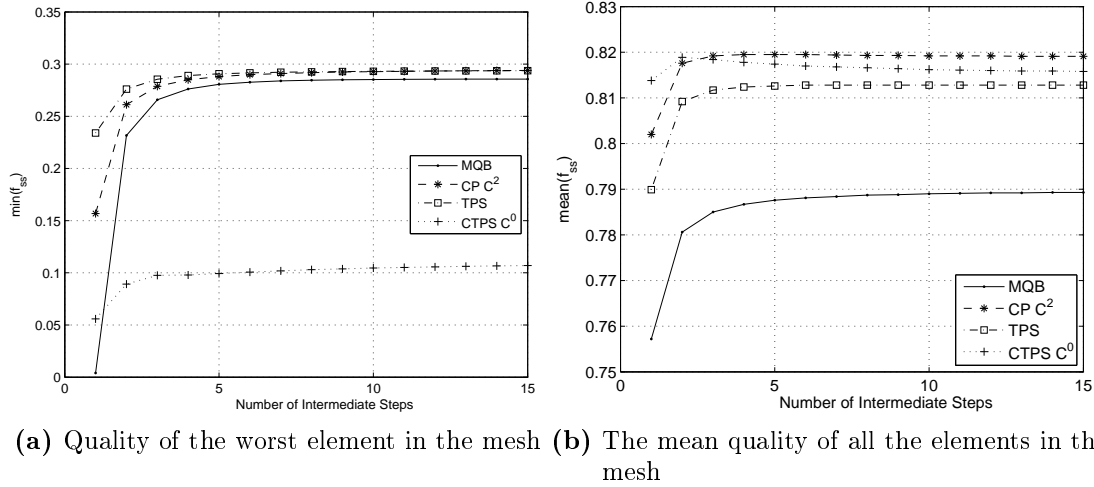 0.35
0.3
0.25
0.2
0.15
0.1
0.05
0
min(f_ss)
0 5 10 15
Number of Intermediate Steps
MQB
CP C²
TPS
CTPS C⁰
0.83
0.82
0.81
0.8
0.79
0.78
0.77
0.76
0.75
mean(f_ss)
0 5 10 15
Number of Intermediate Steps
MQB
CP C²
TPS
CTPS C⁰
(a) Quality of the worst element in the mesh
(b) The mean quality of all the elements in th
mesh